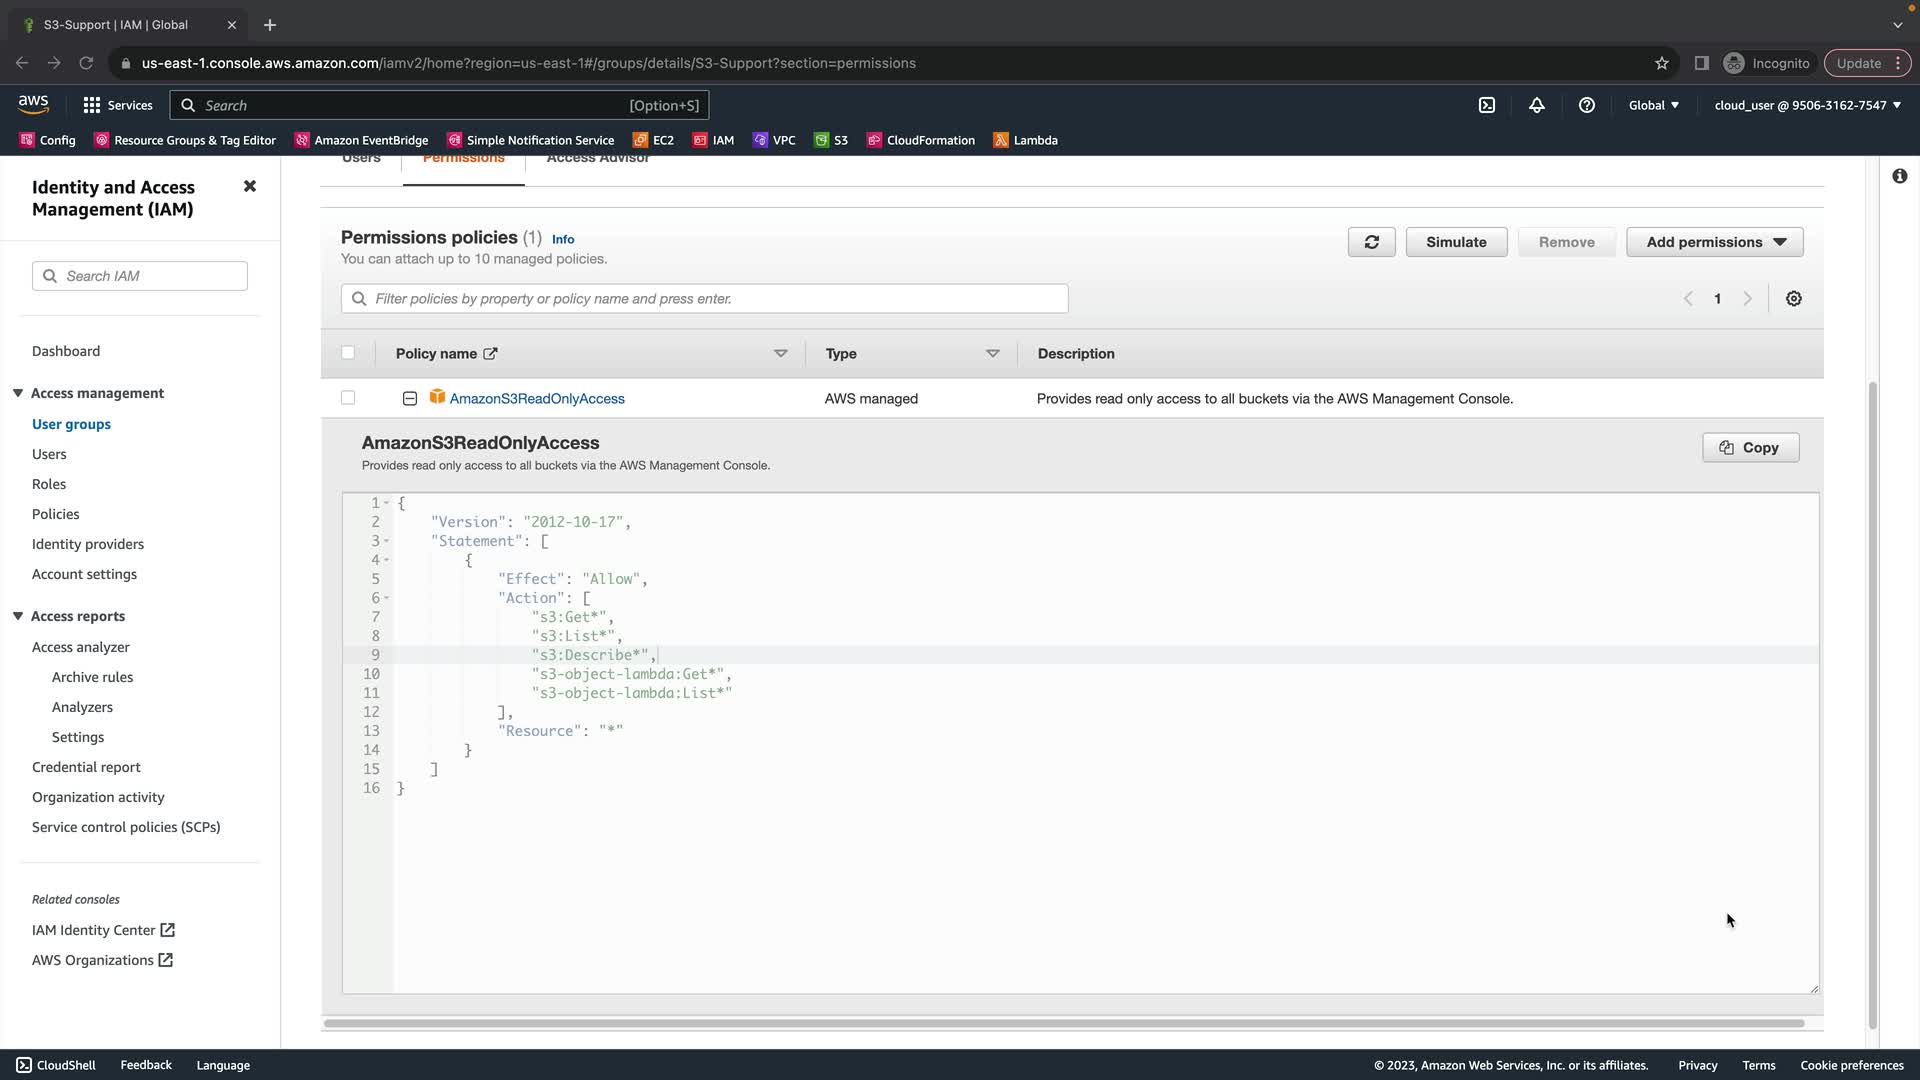 S3-Support | IAM | Global
us-east-1.console.aws.amazon.com/iamv2/home?region=us-east-1#/groups/details/S3-Support?section=permissions
Incognito
Update
aws
Services
Search
[Option+S]
Global
cloud_user @ 9506-3162-7547
Config
Resource Groups & Tag Editor
Amazon EventBridge
Simple Notification Service
EC2
IAM
VPC
S3
CloudFormation
Lambda
Identity and Access
Management (IAM)
Search IAM
Dashboard
Access management
User groups
Users
Roles
Policies
Identity providers
Account settings
Access reports
Access analyzer
Archive rules
Analyzers
Settings
Credential report
Organization activity
Service control policies (SCPs)
Related consoles
IAM Identity Center
AWS Organizations
Users
Permissions
Access Advisor
Permissions policies (1) Info
You can attach up to 10 managed policies.
Simulate
Remove
Add permissions
Filter policies by property or policy name and press enter.
1
Policy name
Type
Description
AmazonS3ReadOnlyAccess
AWS managed
Provides read only access to all buckets via the AWS Management Console.
AmazonS3ReadOnlyAccess
Provides read only access to all buckets via the AWS Management Console.
Copy
1 {
2 "Version": "2012-10-17",
3 "Statement": [
4 {
5 "Effect": "Allow",
6 "Action": [
7 "s3:Get*",
8 "s3:List*",
9 "s3:Describe*",
10 "s3-object-lambda:Get*",
11 "s3-object-lambda:List*"
12 ],
13 "Resource": "*"
14 }
15 ]
16 }
CloudShell
Feedback
Language
© 2023, Amazon Web Services, Inc. or its affiliates.
Privacy
Terms
Cookie preferences